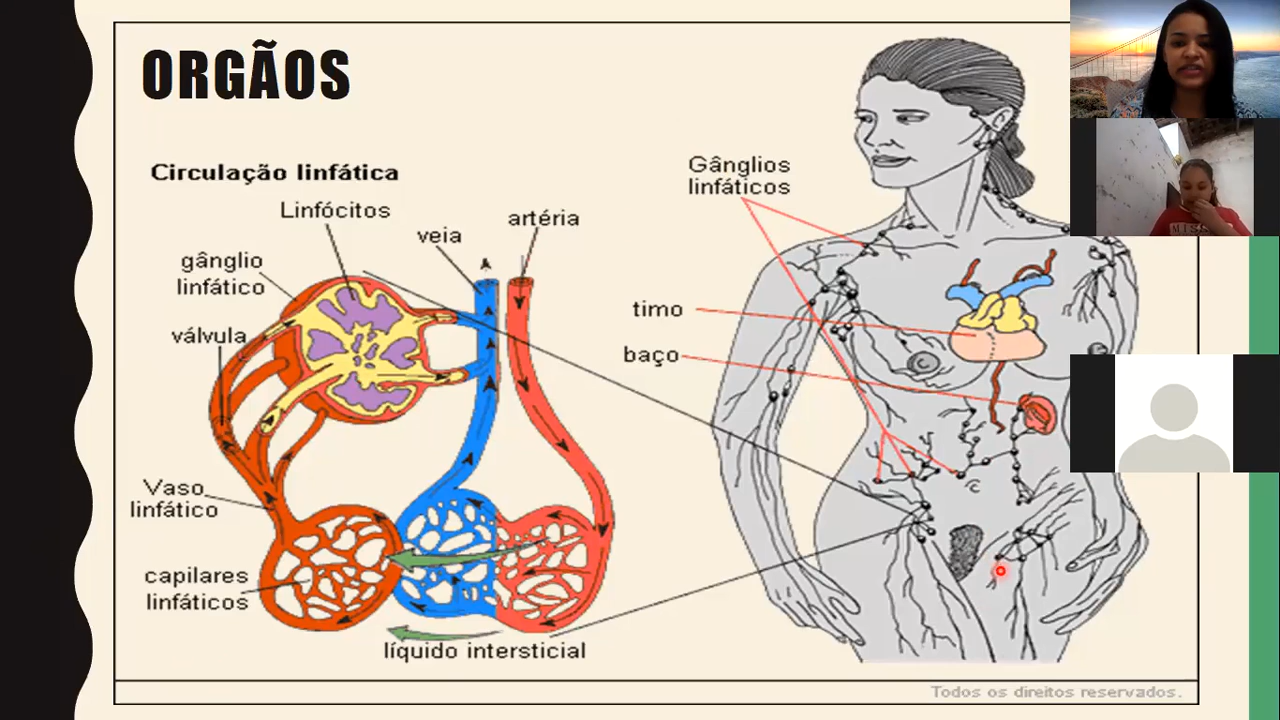 ORGÃOS
Circulação linfática
Linfócitos
gânglio
linfático
válvula
veia
artéria
Vaso
linfático
capilares
linfáticos
líquido intersticial
Gânglios
linfáticos
timo
baço
Todos os direitos reservados.